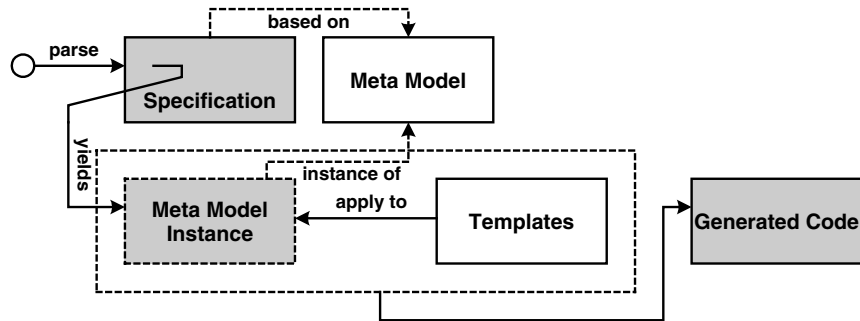 based on
parse
Specification
Meta Model
yields
instance of
Meta Model
Instance
apply to
Templates
Generated Code